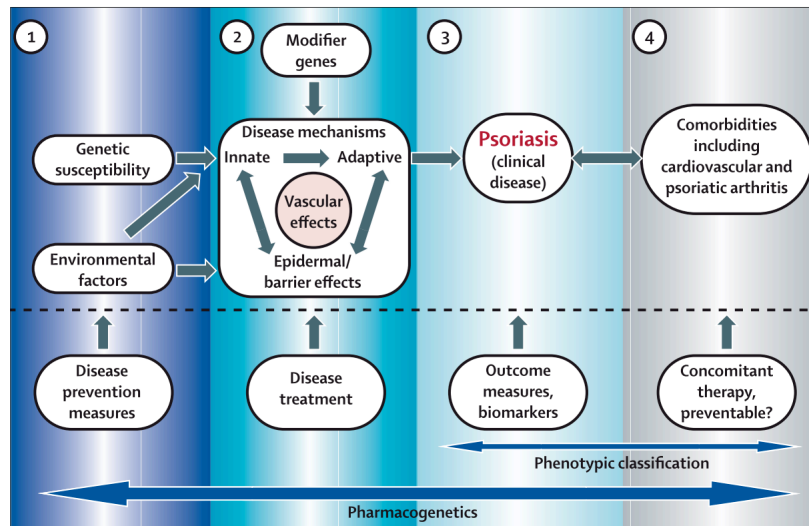 1
2
3
4
Modifier
genes
Disease mechanisms
Innate
Adaptive
Vascular
effects
Epidermal/
barrier effects
Genetic
susceptibility
Environmental
factors
Psoriasis
(clinical
disease)
Comorbidities
including
cardiovascular and
psoriatic arthritis
Disease
prevention
measures
Disease
treatment
Outcome
measures,
biomarkers
Concomitant
therapy,
preventable?
Phenotypic classification
Pharmacogenetics